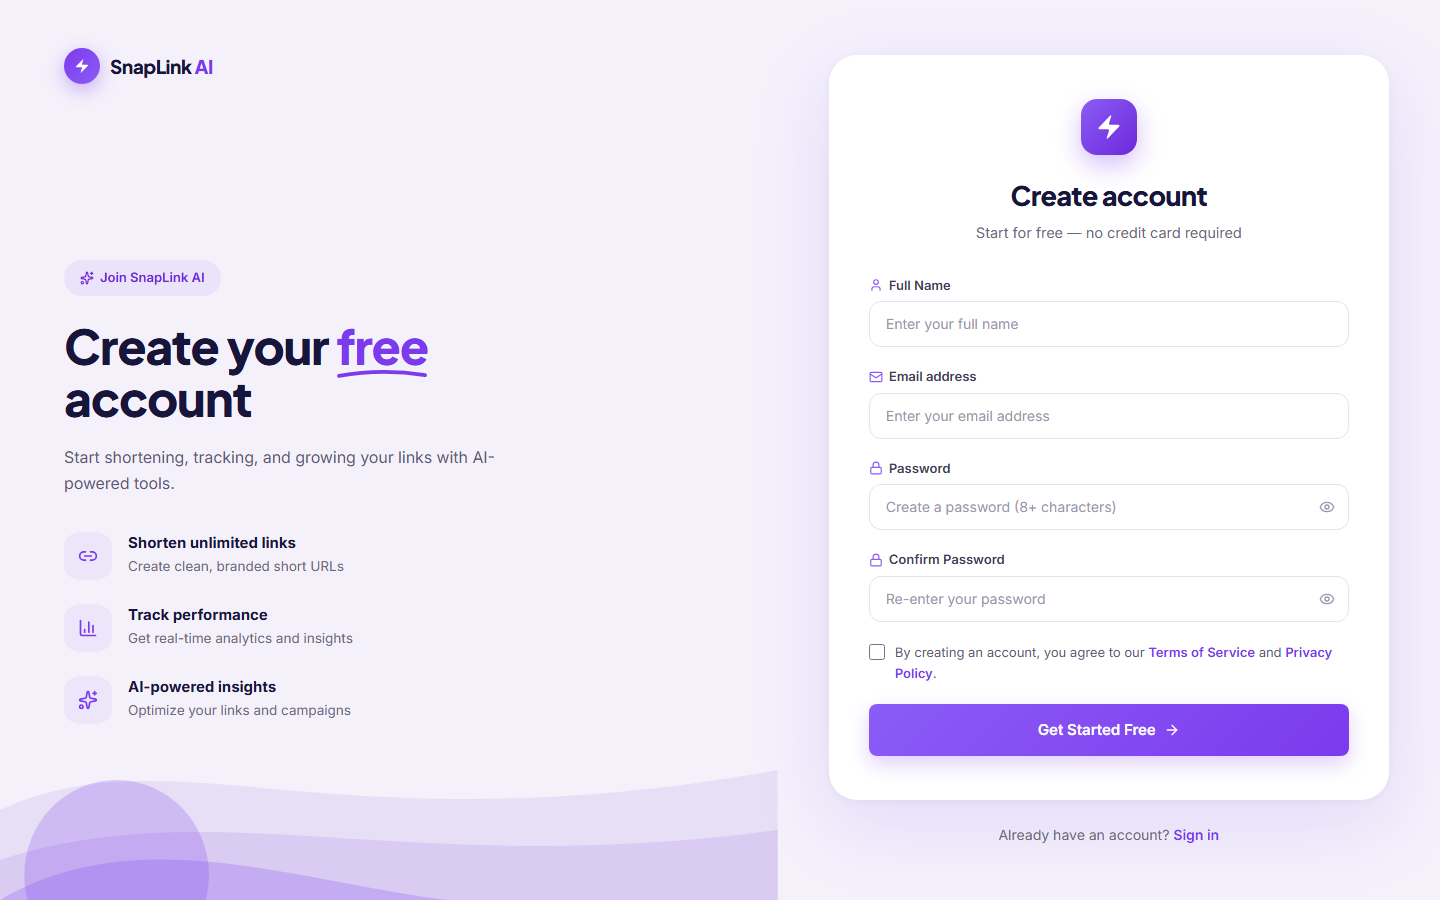 SnapLink AI
Join SnapLink AI
Create your free
account
Start shortening, tracking, and growing your links with AI-
powered tools.
Shorten unlimited links
Create clean, branded short URLs
Track performance
Get real-time analytics and insights
AI-powered insights
Optimize your links and campaigns
Create account
Start for free — no credit card required
Full Name
Enter your full name
Email address
Enter your email address
Password
Create a password (8+ characters)
Confirm Password
Re-enter your password
By creating an account, you agree to our Terms of Service and Privacy
Policy.
Get Started Free →
Already have an account? Sign in